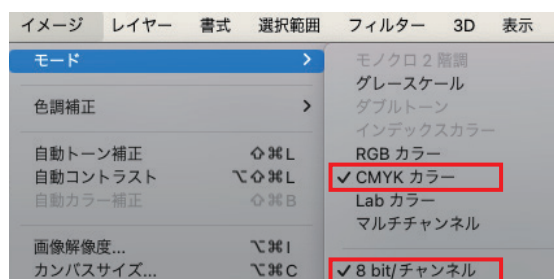 イメージ レイヤー 書式 選択範囲 フィルター 3D 表示
モード >
色調補正 >
自動トーン補正 ⇧⌘L
自動コントラスト ⌥⇧⌘L
自動カラー補正 ⇧⌘B
画像解像度... ⌥⌘I
カンバスサイズ... ⌥⌘C
モノクロ 2 階調
グレースケール
ダブルトーン
インデックスカラー
RGB カラー
✓ CMYK カラー
Lab カラー
マルチチャンネル
✓ 8 bit/チャンネル